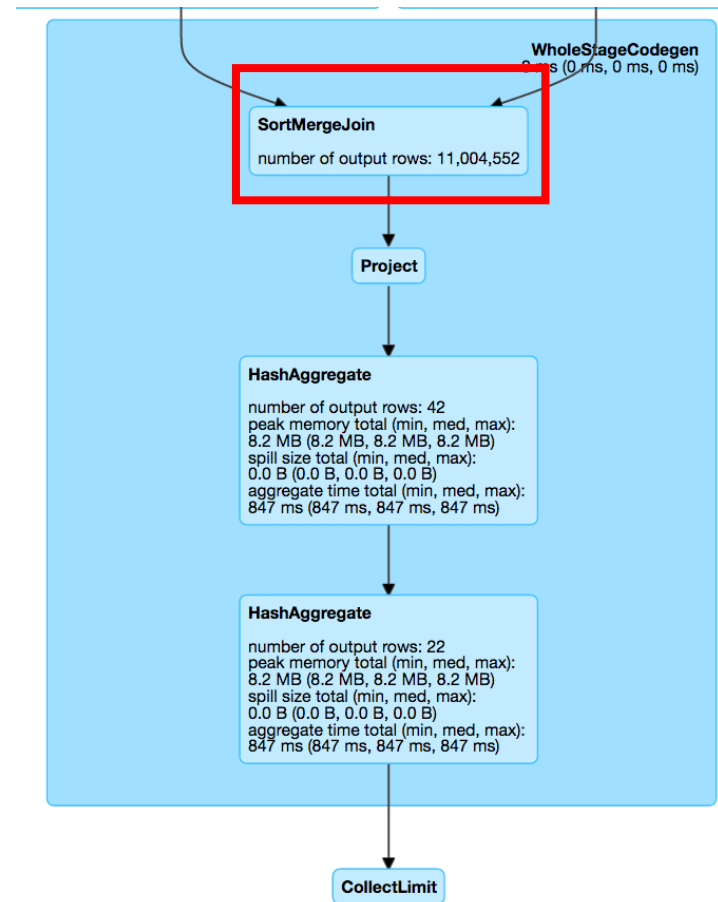 WholeStageCodegen
0 ms (0 ms, 0 ms, 0 ms)
SortMergeJoin
number of output rows: 11,004,552
Project
HashAggregate
number of output rows: 42
peak memory total (min, med, max):
8.2 MB (8.2 MB, 8.2 MB, 8.2 MB)
spill size total (min, med, max):
0.0 B (0.0 B, 0.0 B, 0.0 B)
aggregate time total (min, med, max):
847 ms (847 ms, 847 ms, 847 ms)
HashAggregate
number of output rows: 22
peak memory total (min, med, max):
8.2 MB (8.2 MB, 8.2 MB, 8.2 MB)
spill size total (min, med, max):
0.0 B (0.0 B, 0.0 B, 0.0 B)
aggregate time total (min, med, max):
847 ms (847 ms, 847 ms, 847 ms)
CollectLimit